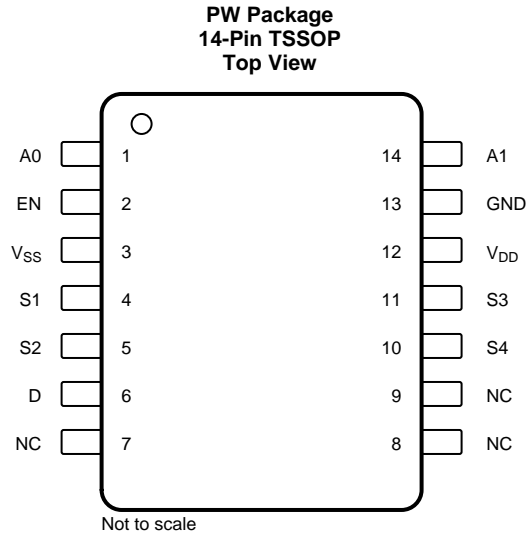 PW Package
14-Pin TSSOP
Top View
A0 1 14 A1
EN 2 13 GND
VSS 3 12 VDD
S1 4 11 S3
S2 5 10 S4
D 6 9 NC
NC 7 8 NC
Not to scale